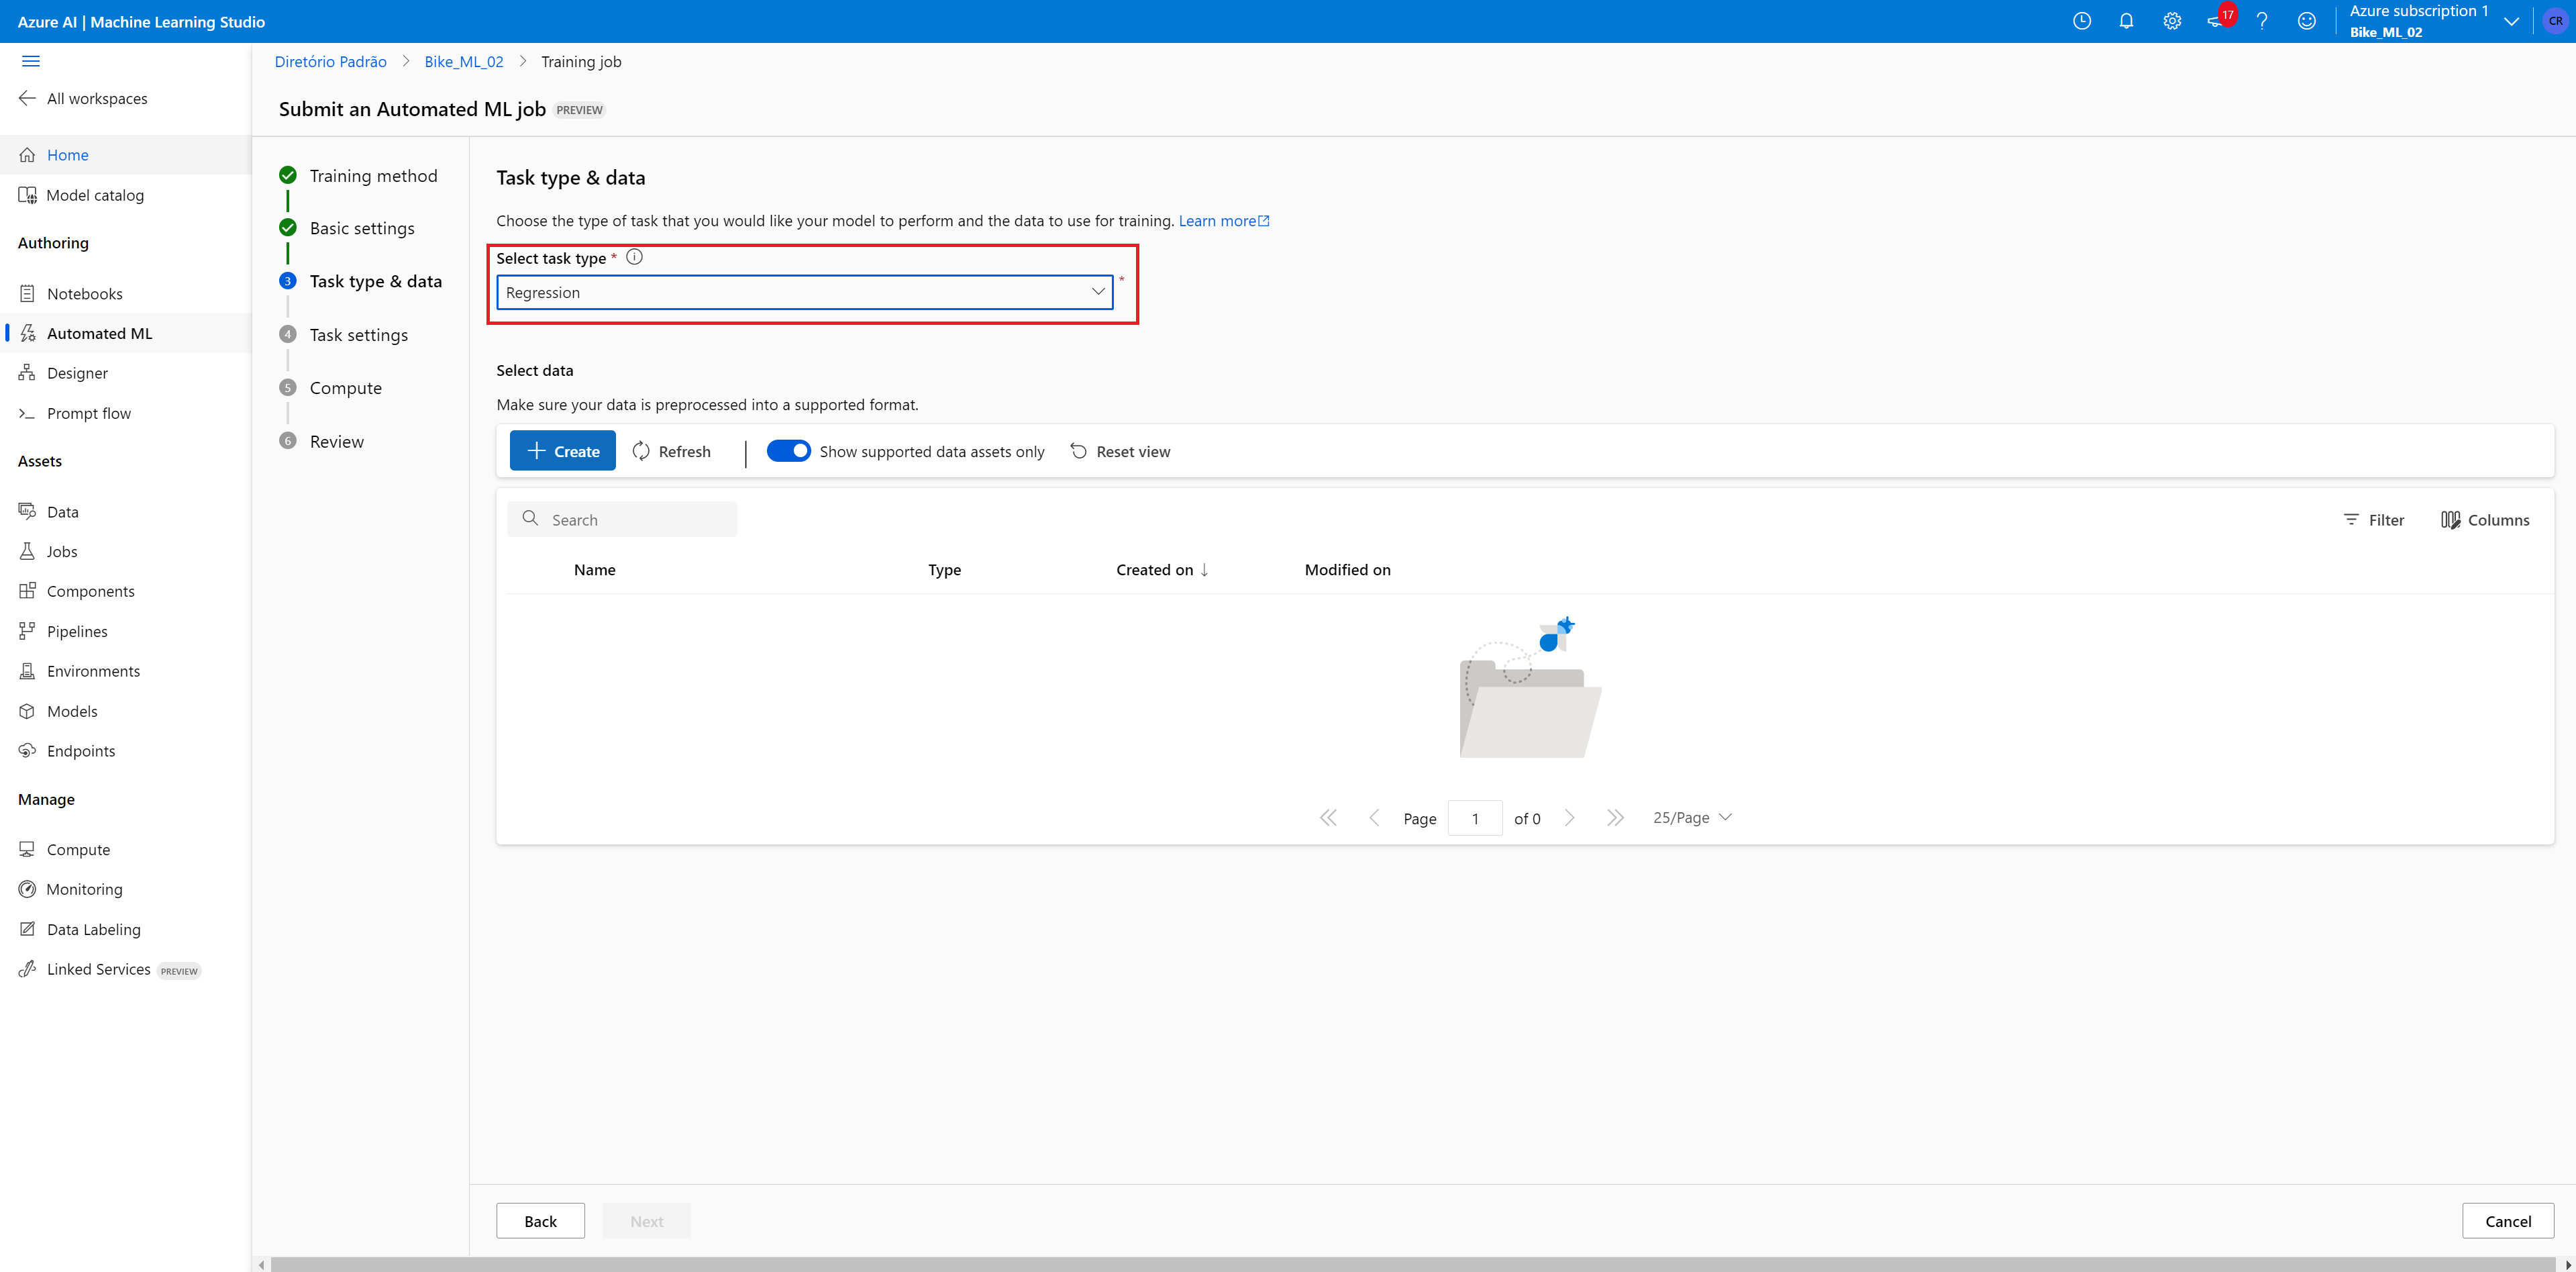 Azure AI | Machine Learning Studio
17
Azure subscription 1
Bike_ML_02
CR
All workspaces
Home
Model catalog
Authoring
Notebooks
Automated ML
Designer
Prompt flow
Assets
Data
Jobs
Components
Pipelines
Environments
Models
Endpoints
Manage
Compute
Monitoring
Data Labeling
Linked Services PREVIEW
Diretório Padrão > Bike_ML_02 > Training job
Submit an Automated ML job PREVIEW
Training method
Basic settings
3 Task type & data
4 Task settings
5 Compute
6 Review
Task type & data
Choose the type of task that you would like your model to perform and the data to use for training. Learn more
Select task type *
Regression *
Select data
Make sure your data is preprocessed into a supported format.
Create Refresh | Show supported data assets only Reset view
Search Filter Columns
Name Type Created on ↓ Modified on
Page 1 of 0 25/Page
Back Next Cancel